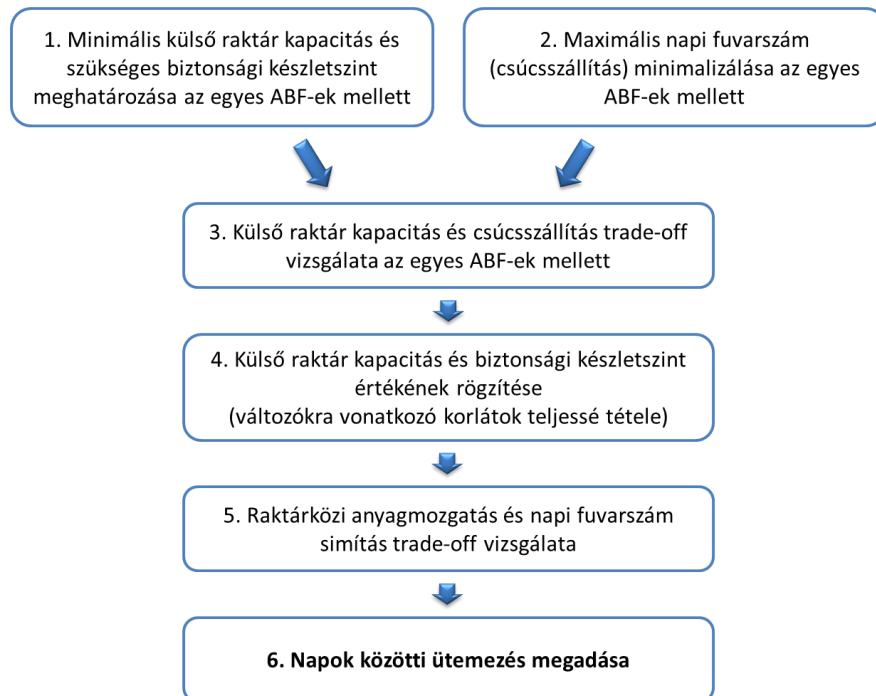 1. Minimális külső raktár kapacitás és
szükséges biztonsági készletszint
meghatározása az egyes ABF-ek mellett
2. Maximális napi fuvarszám
(csúcsszállítás) minimalizálása az egyes
ABF-ek mellett
3. Külső raktár kapacitás és csúcsszállítás trade-off
vizsgálata az egyes ABF-ek mellett
4. Külső raktár kapacitás és biztonsági készletszint
értékének rögzítése
(változókra vonatkozó korlátok teljessé tétele)
5. Raktárközi anyagmozgatás és napi fuvarszám
simítás trade-off vizsgálata
6. Napok közötti ütemezés megadása